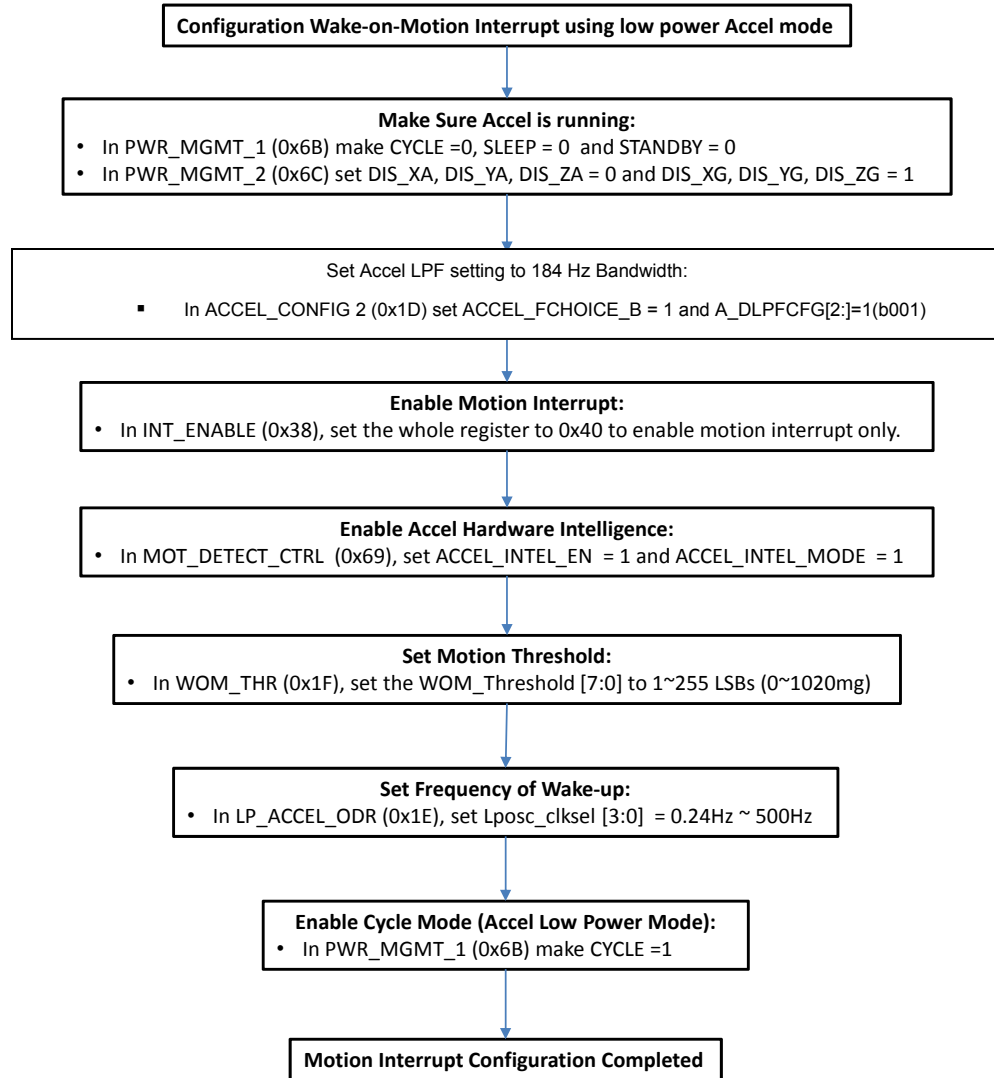 Configuration Wake-on-Motion Interrupt using low power Accel mode
Make Sure Accel is running:
• In PWR_MGMT_1 (0x6B) make CYCLE =0, SLEEP = 0 and STANDBY = 0
• In PWR_MGMT_2 (0x6C) set DIS_XA, DIS_YA, DIS_ZA = 0 and DIS_XG, DIS_YG, DIS_ZG = 1
Set Accel LPF setting to 184 Hz Bandwidth:
▪ In ACCEL_CONFIG 2 (0x1D) set ACCEL_FCHOICE_B = 1 and A_DLPFCFG[2:]=1(b001)
Enable Motion Interrupt:
• In INT_ENABLE (0x38), set the whole register to 0x40 to enable motion interrupt only.
Enable Accel Hardware Intelligence:
• In MOT_DETECT_CTRL (0x69), set ACCEL_INTEL_EN = 1 and ACCEL_INTEL_MODE = 1
Set Motion Threshold:
• In WOM_THR (0x1F), set the WOM_Threshold [7:0] to 1~255 LSBs (0~1020mg)
Set Frequency of Wake-up:
• In LP_ACCEL_ODR (0x1E), set Lposc_clksel [3:0] = 0.24Hz ~ 500Hz
Enable Cycle Mode (Accel Low Power Mode):
• In PWR_MGMT_1 (0x6B) make CYCLE =1
Motion Interrupt Configuration Completed